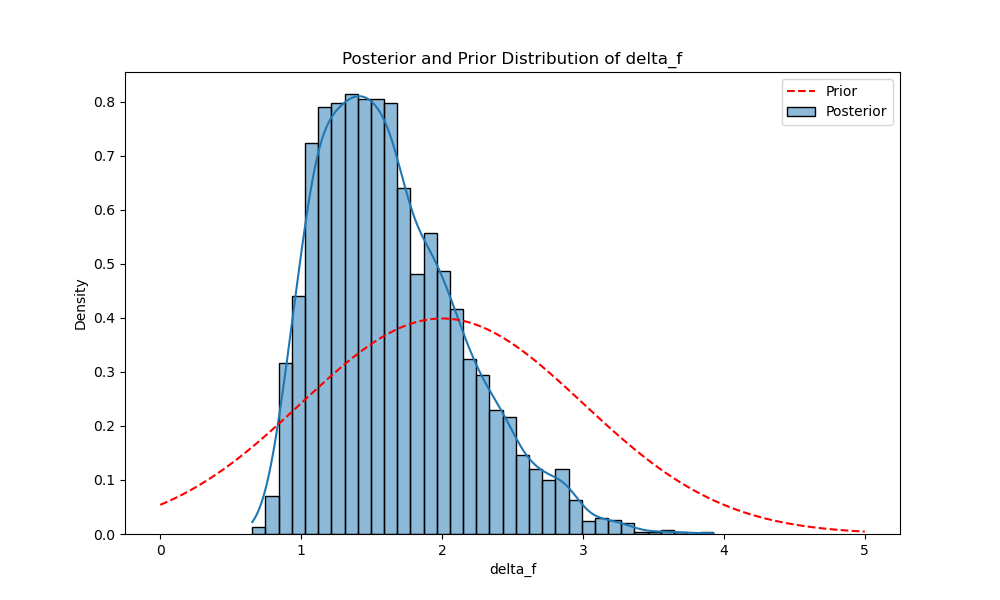 Posterior and Prior Distribution of delta_f
Prior
Posterior
Density
0.8
0.7
0.6
0.5
0.4
0.3
0.2
0.1
0.0
0 1 2 3 4 5
delta_f